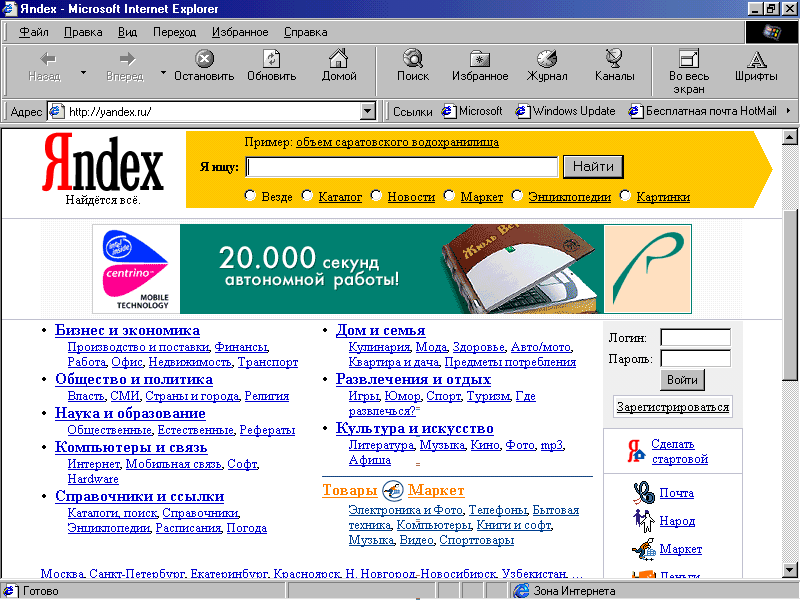 Яndex - Microsoft Internet Explorer
Файл Правка Вид Переход Избранное Справка
Назад Вперед Остановить Обновить Домой Поиск Избранное Журнал Каналы Во весь экран Шрифты
Адрес http://yandex.ru/ Ссылки Microsoft Windows Update Бесплатная почта HotMail
Яndex
Найдётся всё.
Пример: объем саратовского водохранилища
Я ищу: Найти
Везде Каталог Новости Маркет Энциклопедии Картинки
intel inside
centrino
MOBILE
TECHNOLOGY
20.000 секунд
автономной работы!
Жюль Вер
Бизнес и экономика
Производство и поставки, Финансы,
Работа, Офис, Недвижимость, Транспорт
Общество и политика
Власть, СМИ, Страны и города, Религия
Наука и образование
Общественные, Естественные, Рефераты
Компьютеры и связь
Интернет, Мобильная связь, Софт,
Hardware
Справочники и ссылки
Каталоги, поиск, Справочники,
Энциклопедии, Расписания, Погода
Дом и семья
Кулинария, Мода, Здоровье, Авто/мото,
Квартира и дача, Предметы потребления
Развлечения и отдых
Игры, Юмор, Спорт, Туризм, Где
развлечься?
Культура и искусство
Литература, Музыка, Кино, Фото, mp3,
Афиша
Товары Маркет
Электроника и Фото, Телефоны, Бытовая
техника, Компьютеры, Книги и софт,
Музыка, Видео, Спорттовары
Логин:
Пароль:
Войти
Зарегистрироваться
Сделать
стартовой
Почта
Народ
Маркет
Деньги
Москва, Санкт-Петербург, Екатеринбург, Красноярск, Н. Новгород, Новосибирск, Узбекистан, ...
Готово Зона Интернета